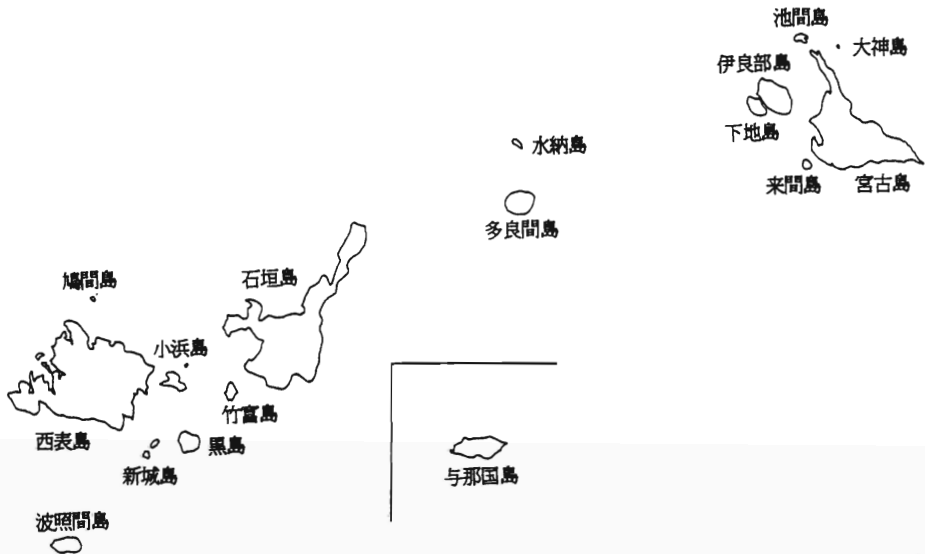 池間島
大神島
伊良部島
下地島
来間島
宮古島
水納島
多良間島
石垣島
鳩間島
小浜島
竹富島
西表島
黒島
新城島
波照間島
与那国島